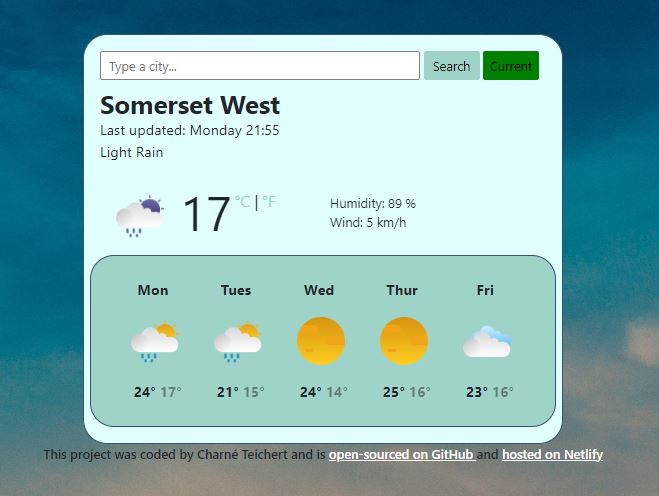 Type a city... Search Current
Somerset West
Last updated: Monday 21:55
Light Rain
17 °C | °F
Humidity: 89 %
Wind: 5 km/h
Mon Tues Wed Thur Fri
24° 17° 21° 15° 24° 14° 25° 16° 23° 16°
This project was coded by Charné Teichert and is open-sourced on GitHub and hosted on Netlify